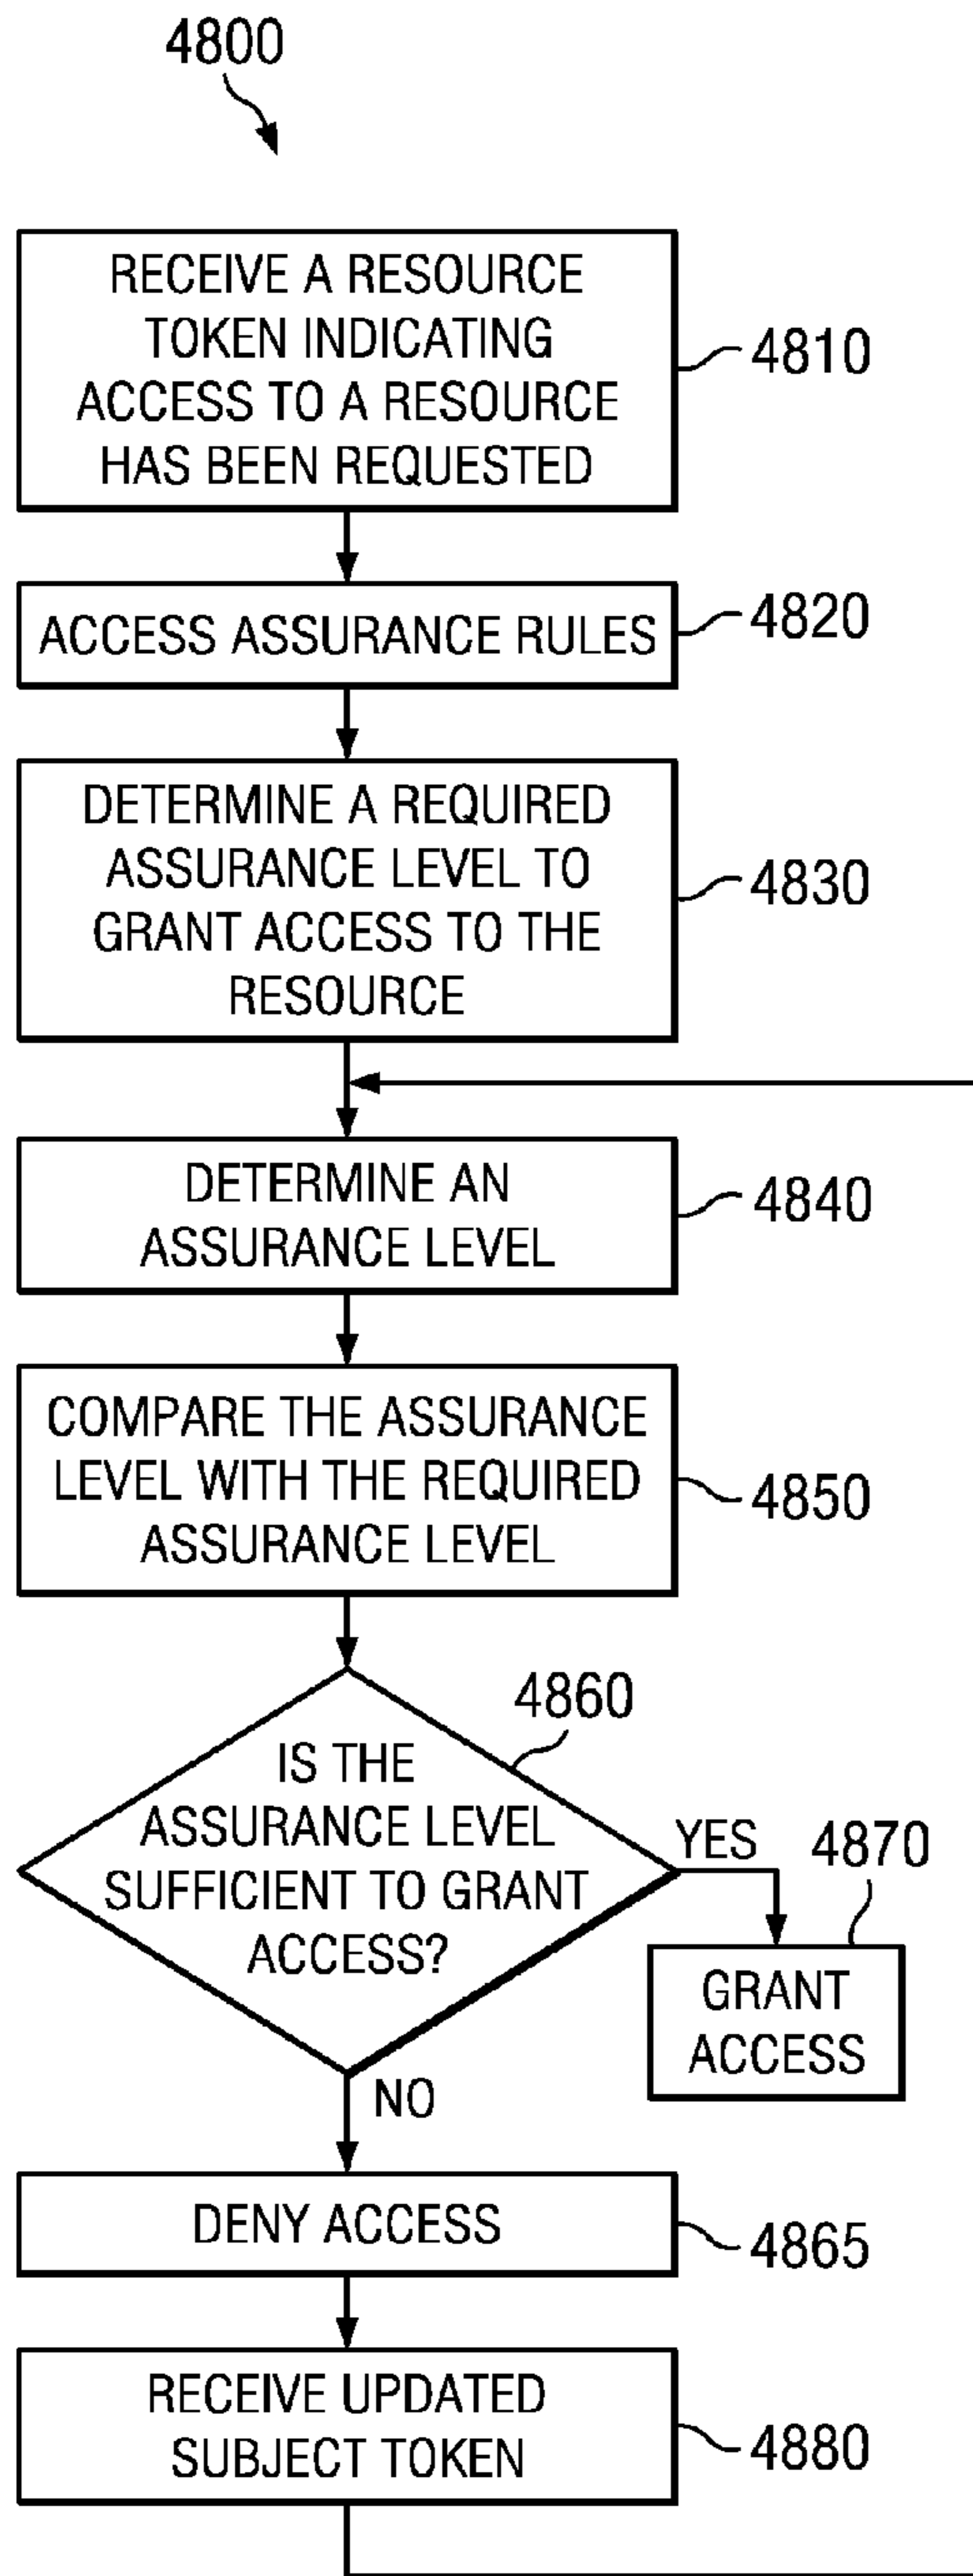 4800
RECEIVE A RESOURCE
TOKEN INDICATING
ACCESS TO A RESOURCE
HAS BEEN REQUESTED
4810
ACCESS ASSURANCE RULES
4820
DETERMINE A REQUIRED
ASSURANCE LEVEL TO
GRANT ACCESS TO THE
RESOURCE
4830
DETERMINE AN
ASSURANCE LEVEL
4840
COMPARE THE ASSURANCE
LEVEL WITH THE REQUIRED
ASSURANCE LEVEL
4850
4860
IS THE
ASSURANCE LEVEL
SUFFICIENT TO GRANT
ACCESS?
YES
4870
GRANT
ACCESS
NO
DENY ACCESS
4865
RECEIVE UPDATED
SUBJECT TOKEN
4880